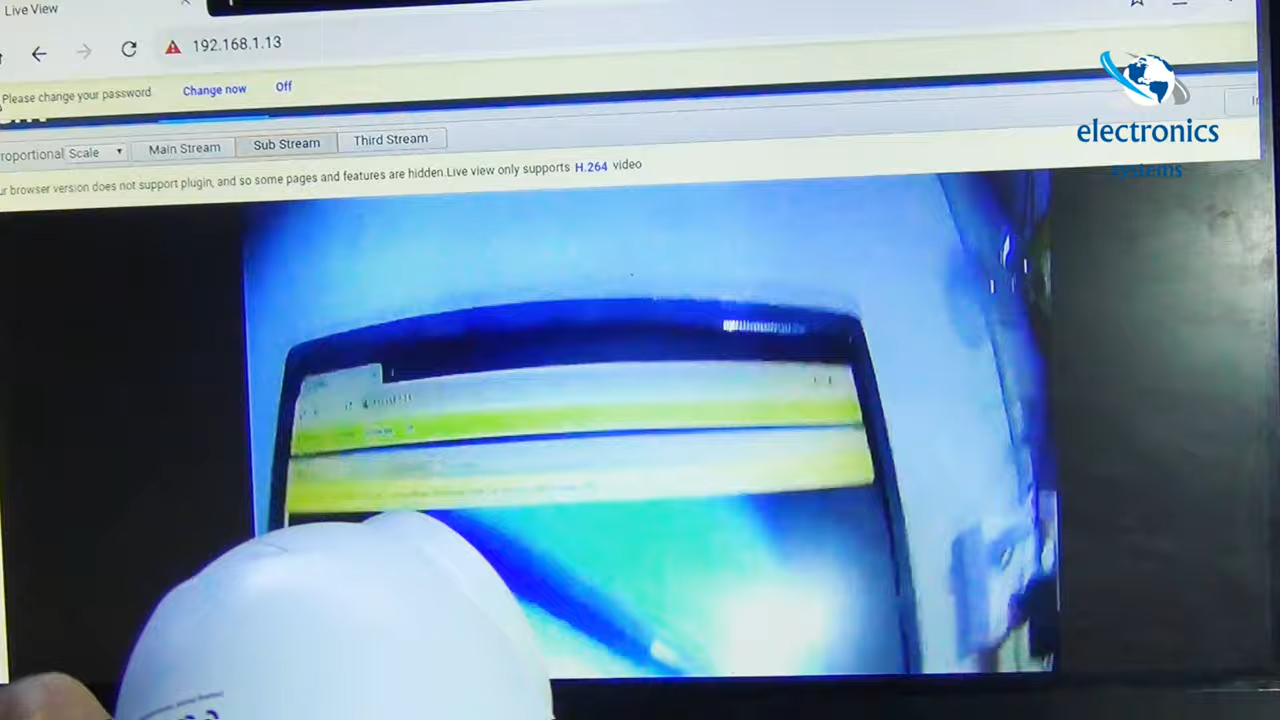 Live View
192.168.1.13
Please change your password Change now Off
roportional Scale Main Stream Sub Stream Third Stream
ur browser version does not support plugin, and so some pages and features are hidden.Live view only supports H.264 video
electronics
systems